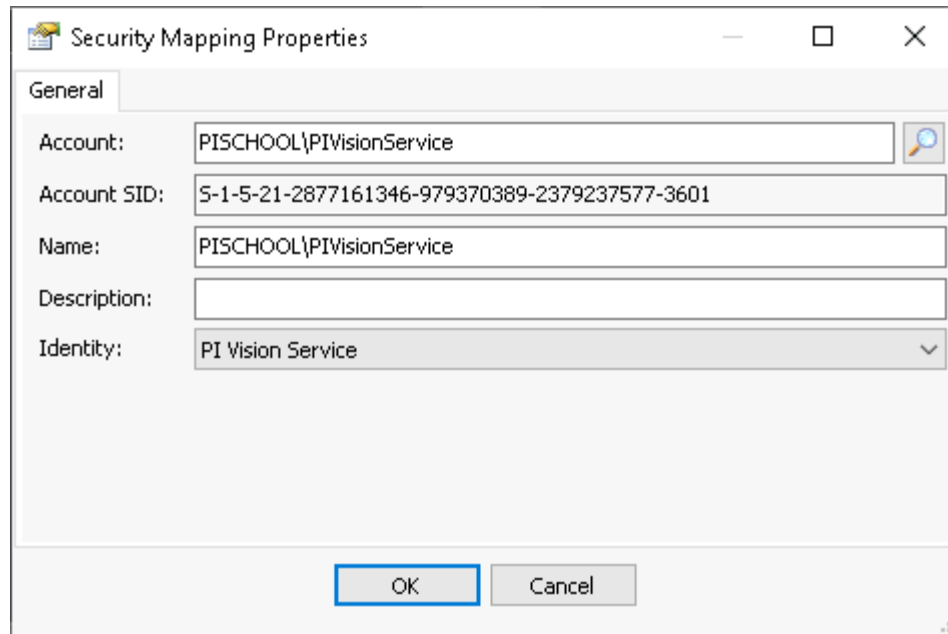 Security Mapping Properties
General
Account: PISCHOOL\PIVisionService
Account SID: S-1-5-21-2877161346-979370389-2379237577-3601
Name: PISCHOOL\PIVisionService
Description:
Identity: PI Vision Service
OK Cancel